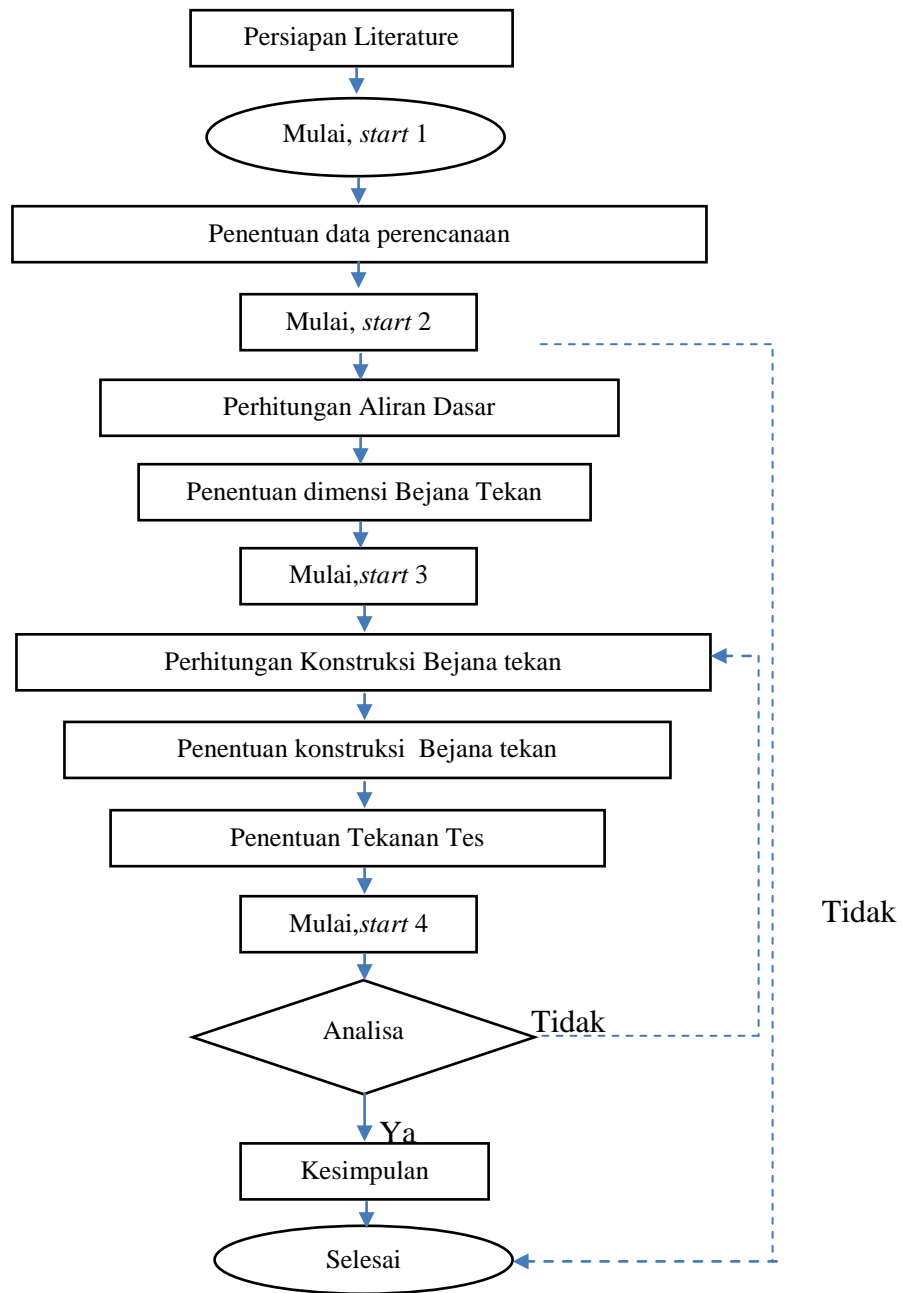 Persiapan Literature
Mulai, start 1
Penentuan data perencanaan
Mulai, start 2
Perhitungan Aliran Dasar
Penentuan dimensi Bejana Tekan
Mulai,start 3
Perhitungan Konstruksi Bejana tekan
Penentuan konstruksi  Bejana tekan
Penentuan Tekanan Tes
Mulai,start 4
Tidak
Analisa
Tidak
Ya
Kesimpulan
Selesai